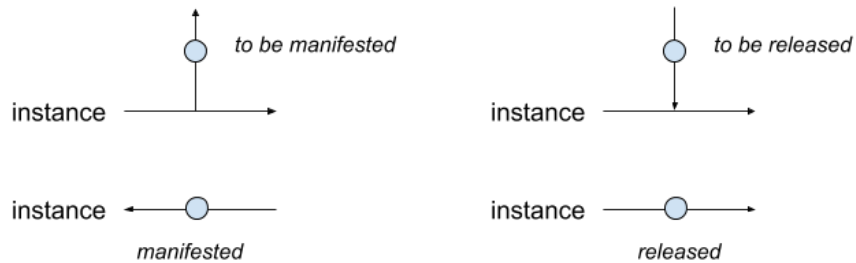 to be manifested
to be released
instance
instance
instance
instance
manifested
released